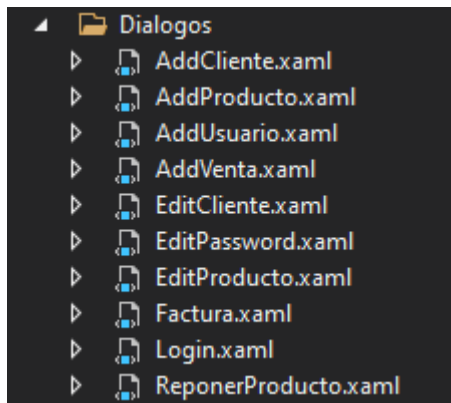 Dialogos
AddCliente.xaml
AddProducto.xaml
AddUsuario.xaml
AddVenta.xaml
EditCliente.xaml
EditPassword.xaml
EditProducto.xaml
Factura.xaml
Login.xaml
ReponerProducto.xaml